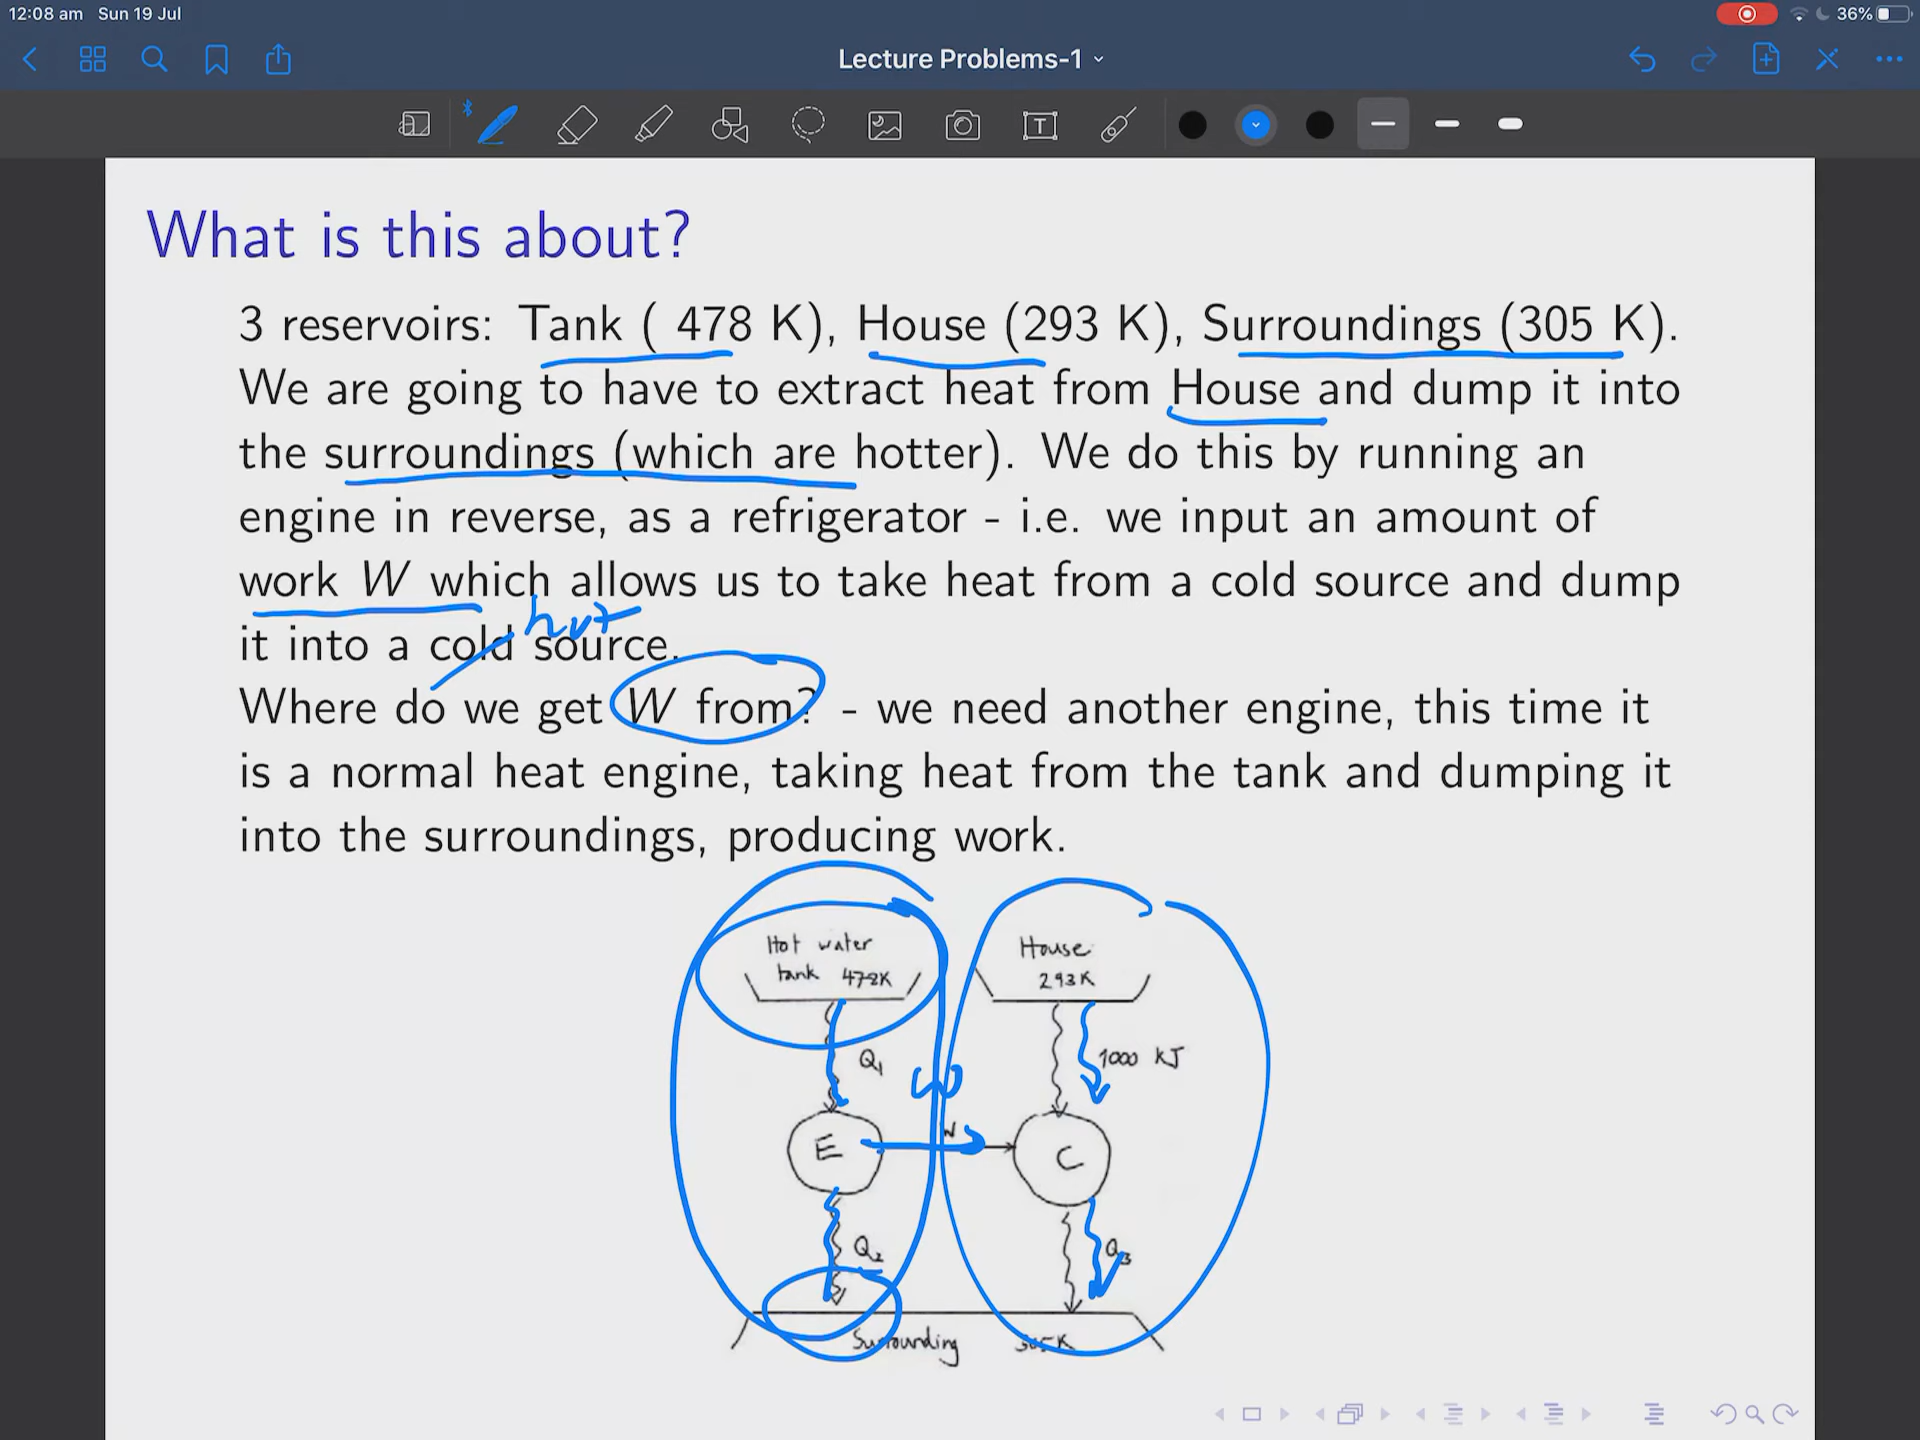 12:08 am Sun 19 Jul
36%
Lecture Problems-1
What is this about?
3 reservoirs: Tank ( 478 K), House (293 K), Surroundings (305 K).
We are going to have to extract heat from House and dump it into
the surroundings (which are hotter). We do this by running an
engine in reverse, as a refrigerator - i.e. we input an amount of
work W which allows us to take heat from a cold source and dump
hot
it into a cold source.
Where do we get W from? - we need another engine, this time it
is a normal heat engine, taking heat from the tank and dumping it
into the surroundings, producing work.
Hot water
tank 478K
House
293K
Q1
W
1000 kJ
W
E
C
Q2
Q3
Surrounding 305K